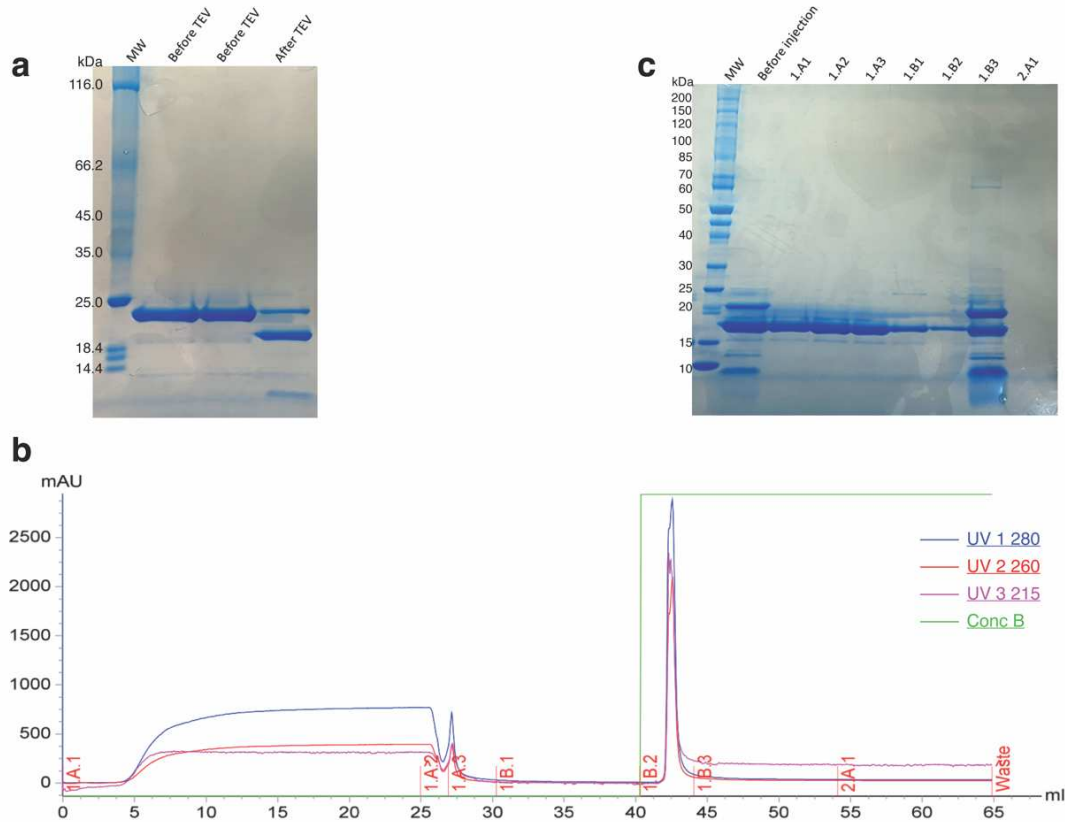 a
kDa
MW
Before TEV
Before TEV
After TEV
116.0
66.2
45.0
35.0
25.0
18.4
14.4
c
kDa
MW
Before injection
1.A1
1.A2
1.A3
1.B1
1.B2
1.B3
2.A1
200
150
120
100
85
70
60
50
40
30
25
20
15
10
b
mAU
2500
2000
1500
1000
500
0
UV 1 280
UV 2 260
UV 3 215
Conc B
1.A.1
1.A.2
1.A.3
1.B.1
1.B.2
1.B.3
2.A.1
Waste
0
5
10
15
20
25
30
35
40
45
50
55
60
65
ml